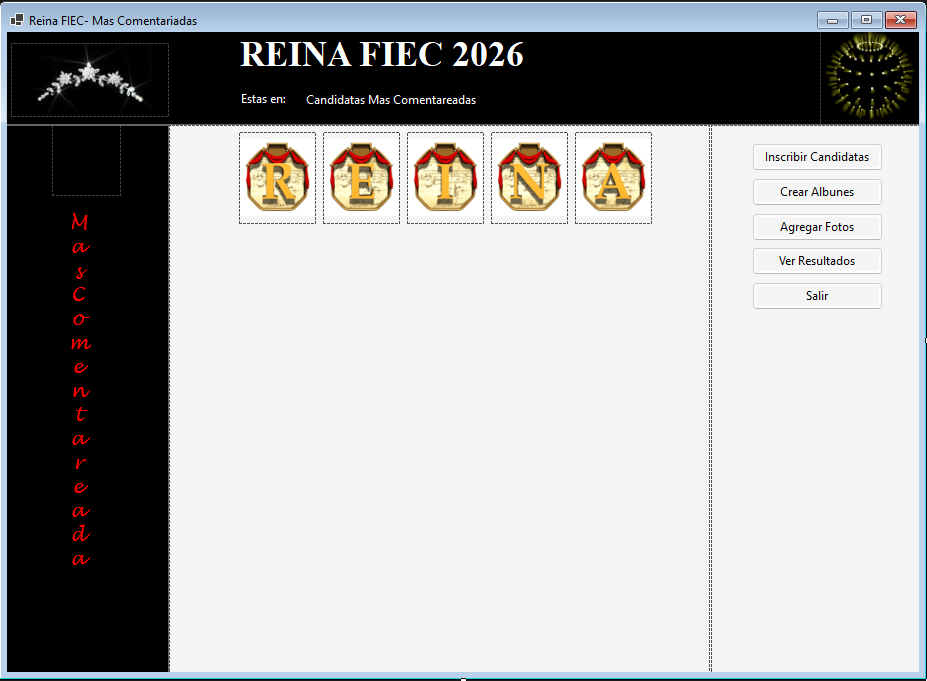 Reina FIEC- Mas Comentariadas
REINA FIEC 2026
Estas en:
Candidatas Mas Comentareadas
M
a
s
C
o
m
e
n
t
a
r
e
a
d
a
R E I N A
Inscribir Candidatas
Crear Albunes
Agregar Fotos
Ver Resultados
Salir